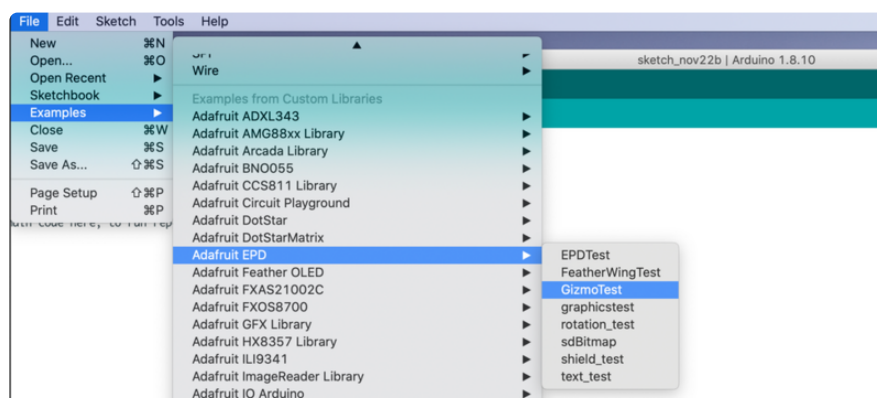 File Edit Sketch Tools Help
New ⌘N
Open... ⌘O
Open Recent ▶
Sketchbook ▶
Examples ▶
Close ⌘W
Save ⌘S
Save As... ⇧⌘S
Page Setup ⇧⌘P
Print ⌘P
▲
Wire ▶
Examples from Custom Libraries
Adafruit ADXL343 ▶
Adafruit AMG88xx Library ▶
Adafruit Arcada Library ▶
Adafruit BNO055 ▶
Adafruit CCS811 Library ▶
Adafruit Circuit Playground ▶
Adafruit DotStar ▶
Adafruit DotStarMatrix ▶
Adafruit EPD ▶
Adafruit Feather OLED ▶
Adafruit FXAS21002C ▶
Adafruit FXOS8700 ▶
Adafruit GFX Library ▶
Adafruit HX8357 Library ▶
Adafruit ILI9341 ▶
Adafruit ImageReader Library ▶
Adafruit IO Arduino ▶
EPDTest
FeatherWingTest
GizmoTest
graphicstest
rotation_test
sdBitmap
shield_test
text_test
sketch_nov22b | Arduino 1.8.10